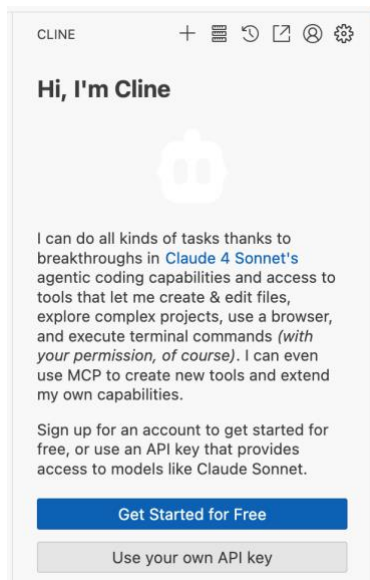 CLINE
Hi, I'm Cline
I can do all kinds of tasks thanks to
breakthroughs in Claude 4 Sonnet's
agentic coding capabilities and access to
tools that let me create & edit files,
explore complex projects, use a browser,
and execute terminal commands (with
your permission, of course). I can even
use MCP to create new tools and extend
my own capabilities.
Sign up for an account to get started for
free, or use an API key that provides
access to models like Claude Sonnet.
Get Started for Free
Use your own API key